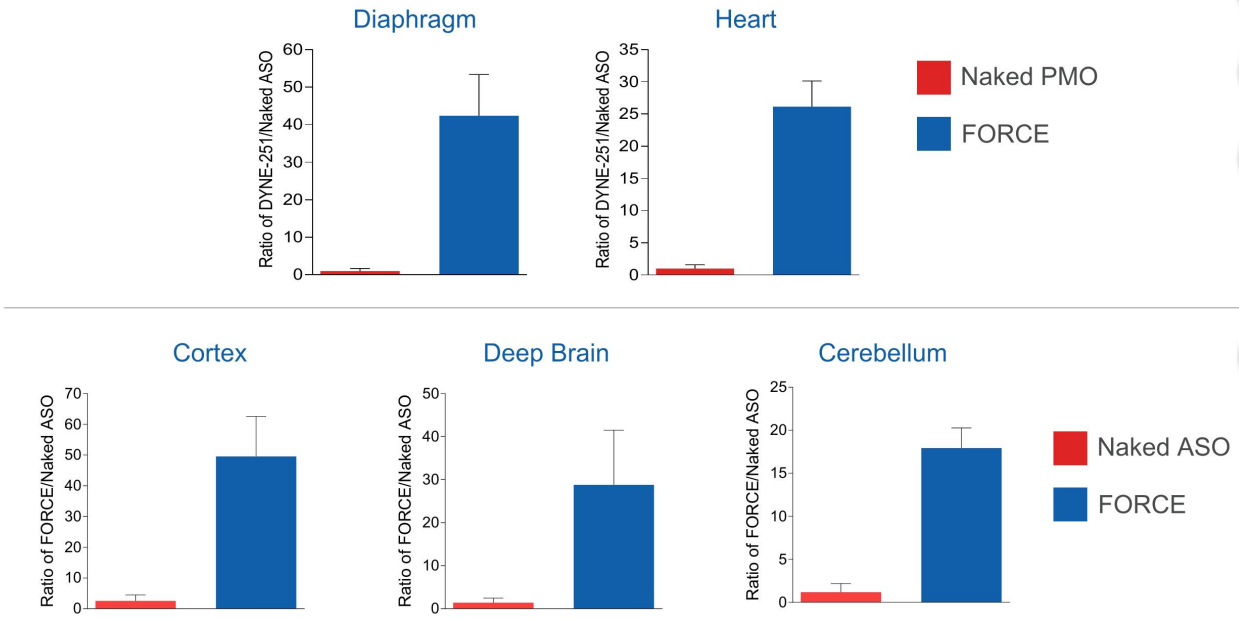 Diaphragm
Ratio of DYNE-251/Naked ASO
60
50
40
30
20
10
0
Heart
Ratio of DYNE-251/Naked ASO
35
30
25
20
15
10
5
0
Naked PMO
FORCE
Cortex
Ratio of FORCE/Naked ASO
70
60
50
40
30
20
10
0
Deep Brain
Ratio of FORCE/Naked ASO
50
40
30
20
10
0
Cerebellum
Ratio of FORCE/Naked ASO
25
20
15
10
5
0
Naked ASO
FORCE